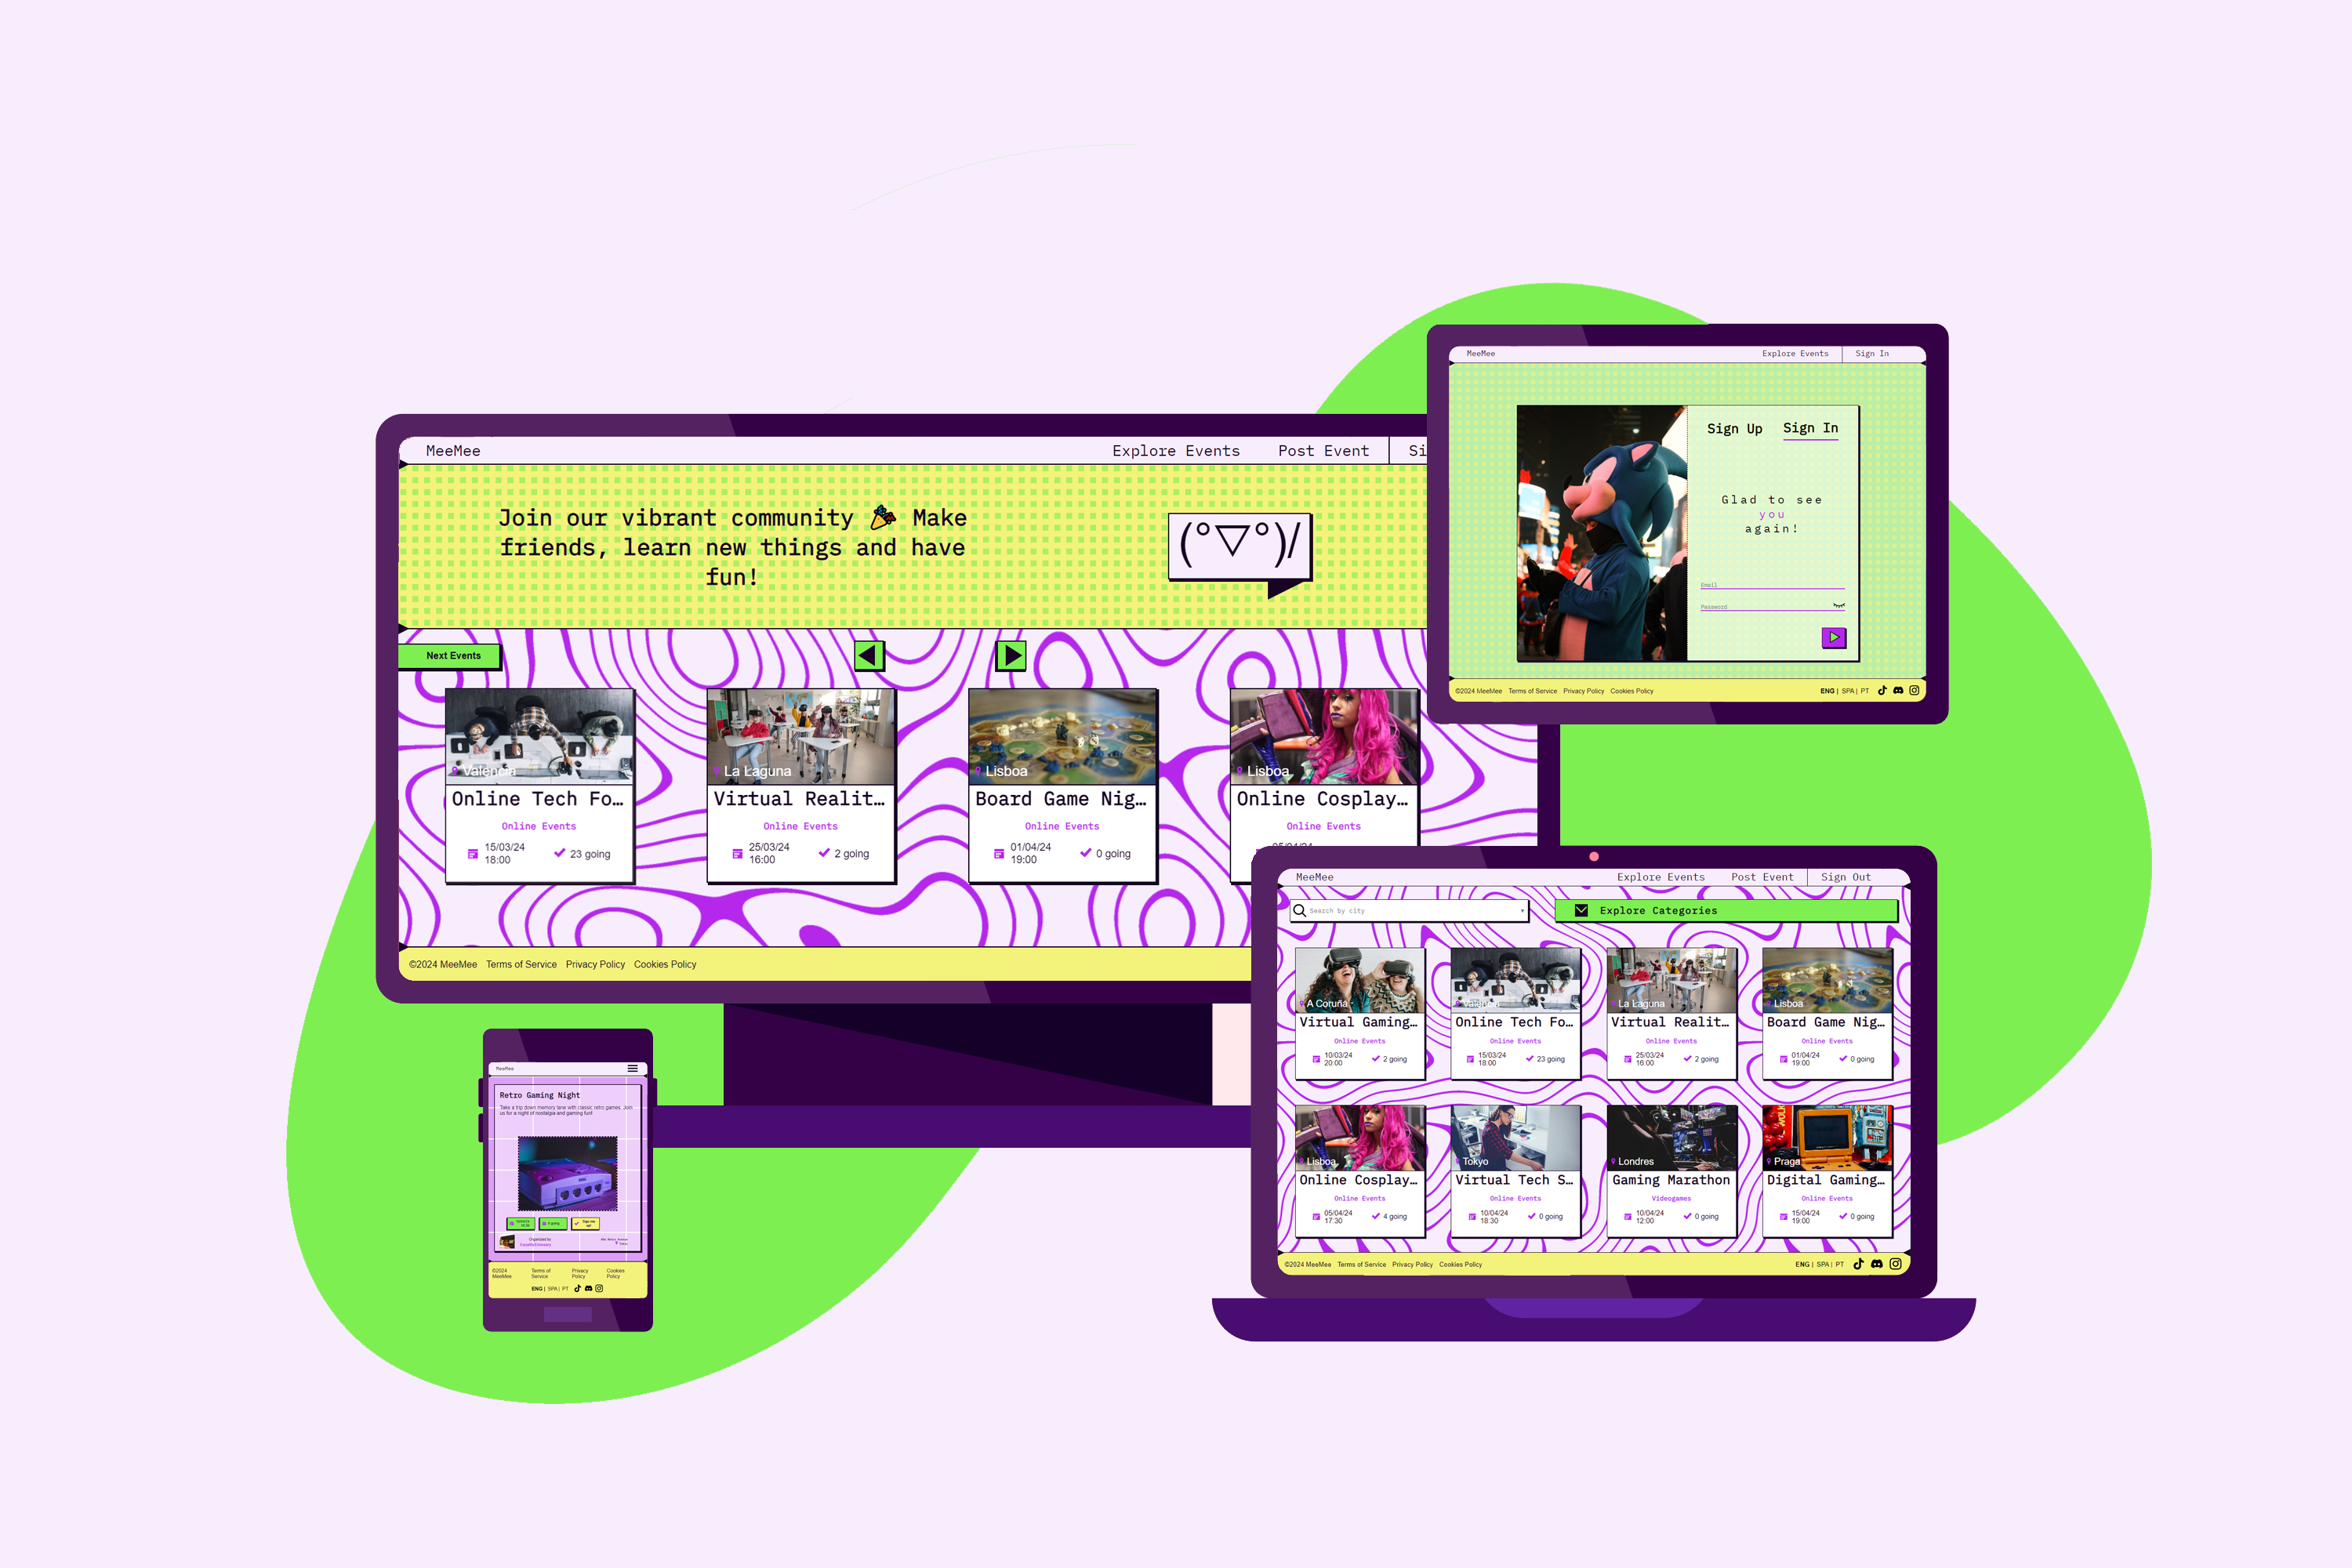 MeeMee
Explore Events
Post Event
Join our vibrant community 🎉 Make
friends, learn new things and have
fun!
(°▽°)/
Next Events
Valencia
Online Tech Fo...
Online Events
15/03/24
18:00
23 going
La Laguna
Virtual Realit...
Online Events
25/03/24
16:00
2 going
Lisboa
Board Game Nig...
Online Events
01/04/24
19:00
0 going
Lisboa
Online Cosplay...
Online Events
©2024 MeeMee Terms of Service Privacy Policy Cookies Policy
MeeMee
Explore Events
Sign In
Sign Up
Sign In
Glad to see
you
again!
Email
Password
©2024 MeeMee Terms of Service Privacy Policy Cookies Policy
ENG | SPA | PT
MeeMee
Explore Events
Post Event
Sign Out
Search by city
Explore Categories
A Coruña
Virtual Gaming...
Online Events
10/03/24
20:00
2 going
Valencia
Online Tech Fo...
Online Events
15/03/24
18:00
23 going
La Laguna
Virtual Realit...
Online Events
25/03/24
16:00
2 going
Lisboa
Board Game Nig...
Online Events
01/04/24
19:00
0 going
Lisboa
Online Cosplay...
Online Events
05/04/24
17:30
4 going
Tokyo
Virtual Tech S...
Online Events
10/04/24
18:30
0 going
Londres
Gaming Marathon
Videogames
10/04/24
12:00
0 going
Praga
Digital Gaming...
Online Events
15/04/24
19:00
0 going
©2024 MeeMee Terms of Service Privacy Policy Cookies Policy
ENG | SPA | PT
MeeMee
Retro Gaming Night
Take a trip down memory lane with classic retro games. Join
us for a night of nostalgia and gaming fun!
Organized by
©2024
MeeMee
Terms of
Service
Privacy
Policy
Cookies
Policy
ENG | SPA | PT